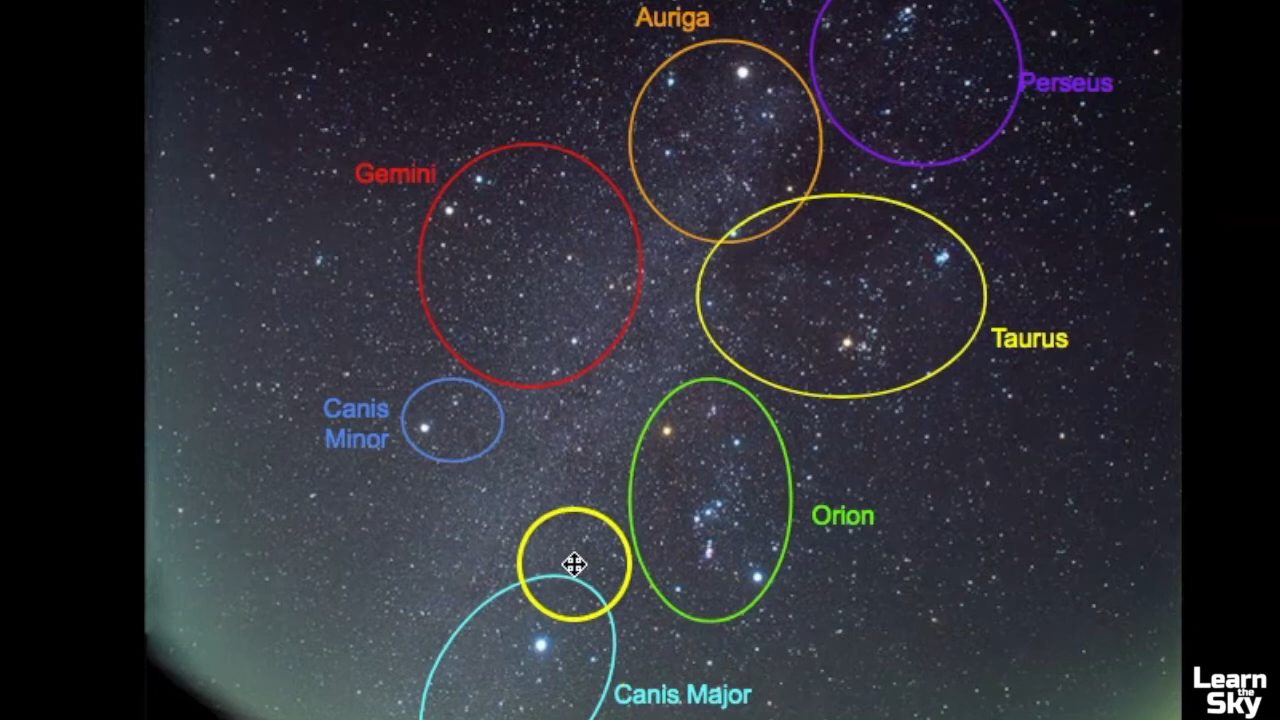 Auriga
Perseus
Gemini
Taurus
Canis
Minor
Orion
Canis Major
Learn
the
Sky